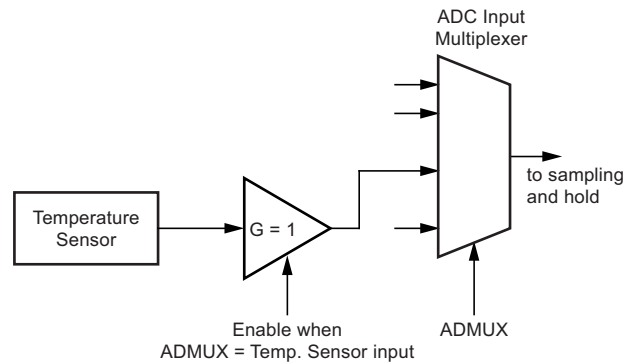 ADC Input
Multiplexer
to sampling
and hold
Temperature
Sensor
G = 1
Enable when
ADMUX = Temp. Sensor input
ADMUX